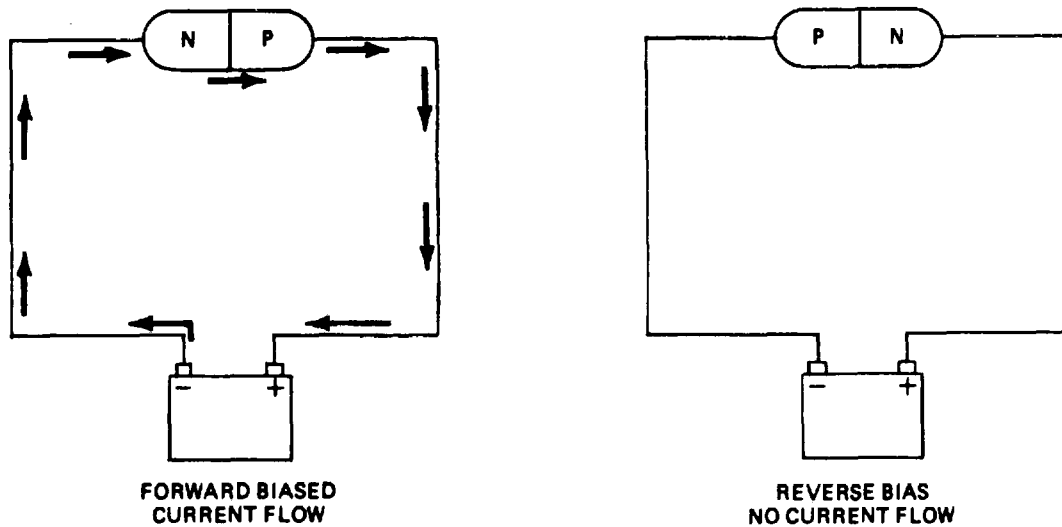 N P
P N
- +
- +
FORWARD BIASED
CURRENT FLOW
REVERSE BIAS
NO CURRENT FLOW